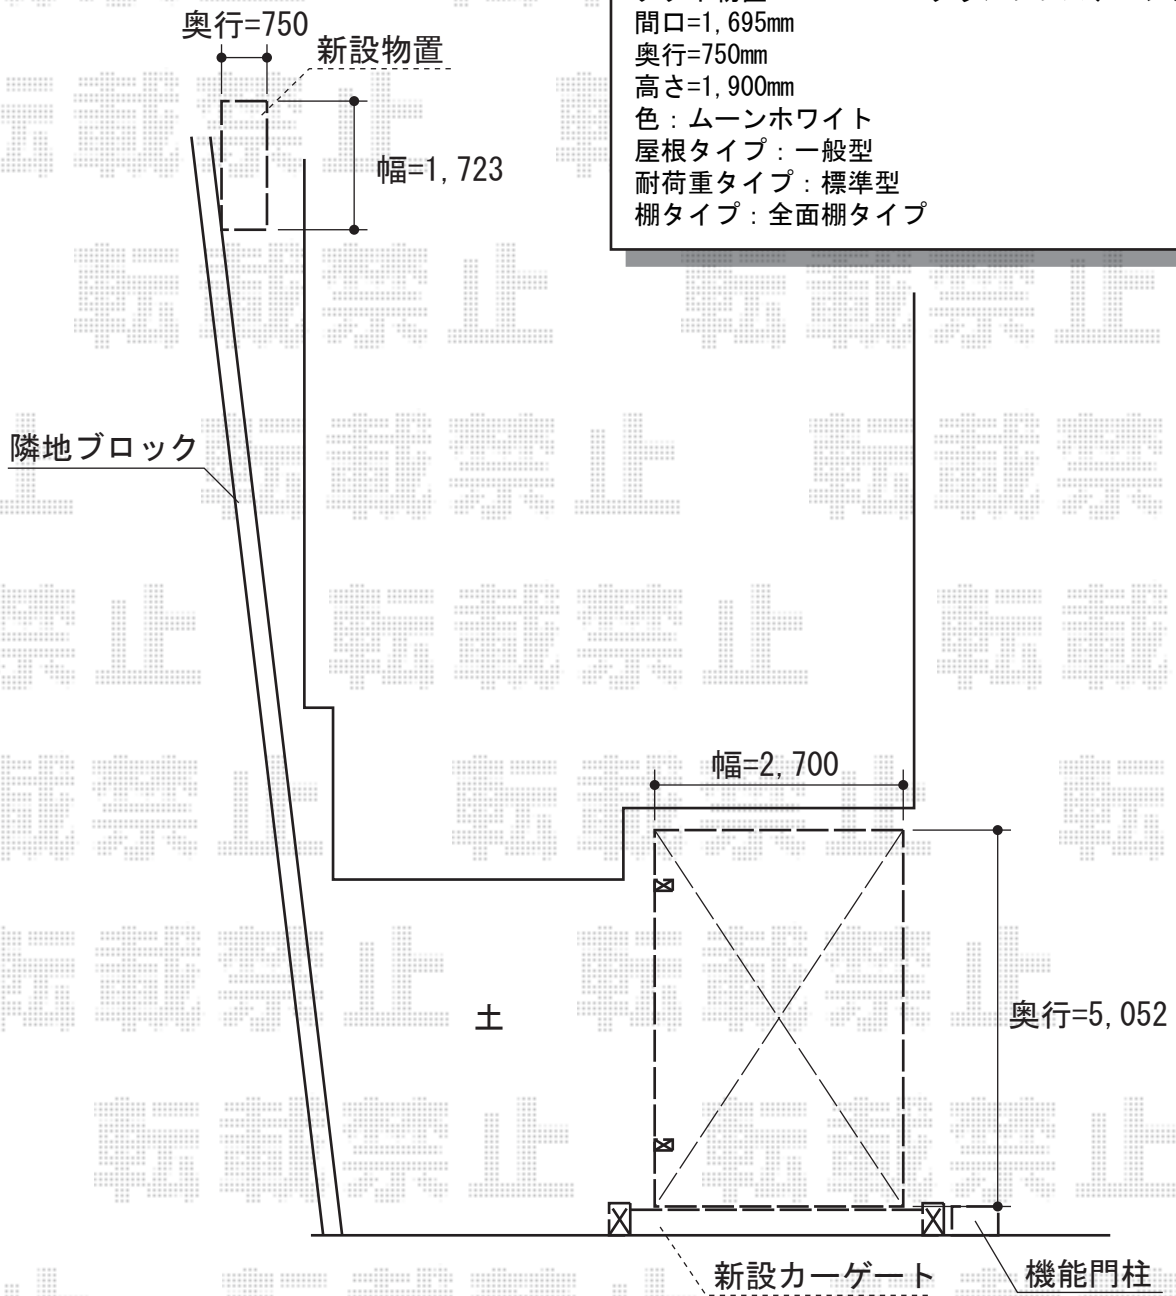 間口=1,695mm
奥行=750mm
高さ=1,900mm
色：ムーンホワイト
屋根タイプ：一般型
耐荷重タイプ：標準型
棚タイプ：全面棚タイプ
奥行=750
新設物置
幅=1,723
隣地ブロック
幅=2,700
土
奥行=5,052
新設カーゲート
機能門柱
転載禁止